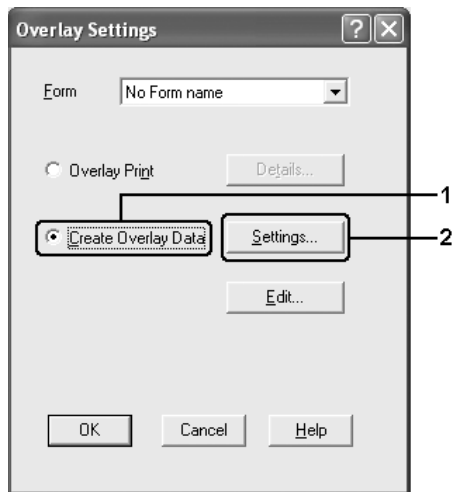 Overlay Settings
Form No Form name
Overlay Print Details...
1
Create Overlay Data Settings...
2
Edit...
OK Cancel Help